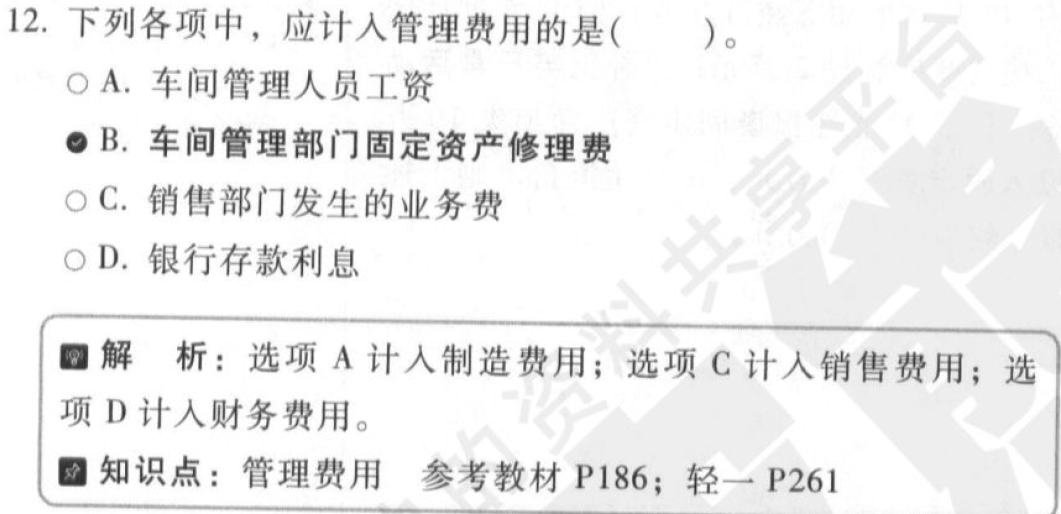 12. 下列各项中，应计入管理费用的是(　　)。
○ A. 车间管理人员工资
B. 车间管理部门固定资产修理费
○ C. 销售部门发生的业务费
○ D. 银行存款利息
解　析：选项 A 计入制造费用；选项 C 计入销售费用；选
项 D 计入财务费用。
知识点：管理费用　参考教材 P186；轻一 P261
的资料共享平台